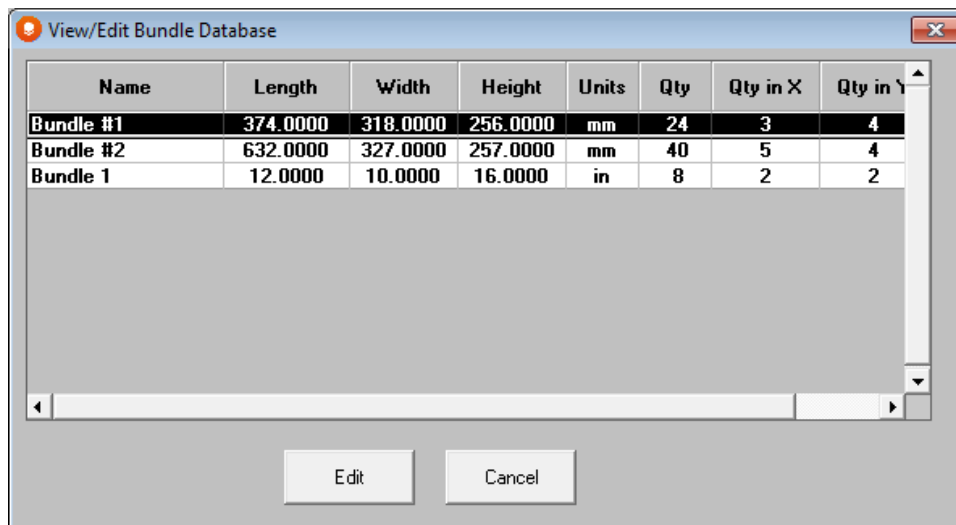 View/Edit Bundle Database
Name Length Width Height Units Qty Qty in X Qty in Y
Bundle #1 374.0000 318.0000 256.0000 mm 24 3 4
Bundle #2 632.0000 327.0000 257.0000 mm 40 5 4
Bundle 1 12.0000 10.0000 16.0000 in 8 2 2
Edit Cancel